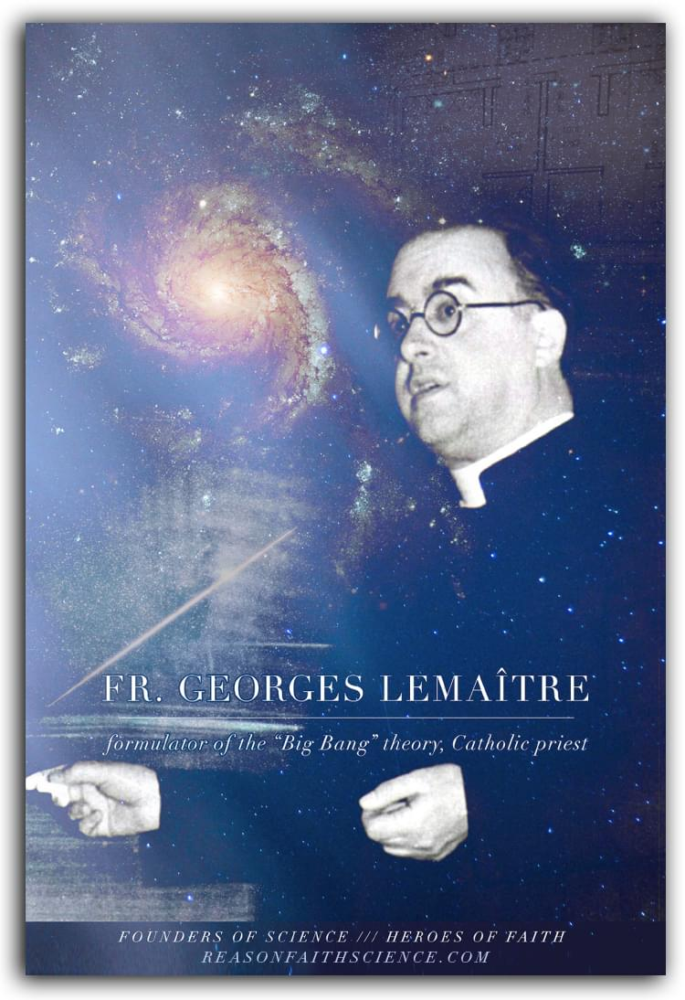 FR. GEORGES LEMAÎTRE
formulator of the “Big Bang” theory, Catholic priest
FOUNDERS OF SCIENCE /// HEROES OF FAITH
REASONFAITHSCIENCE.COM